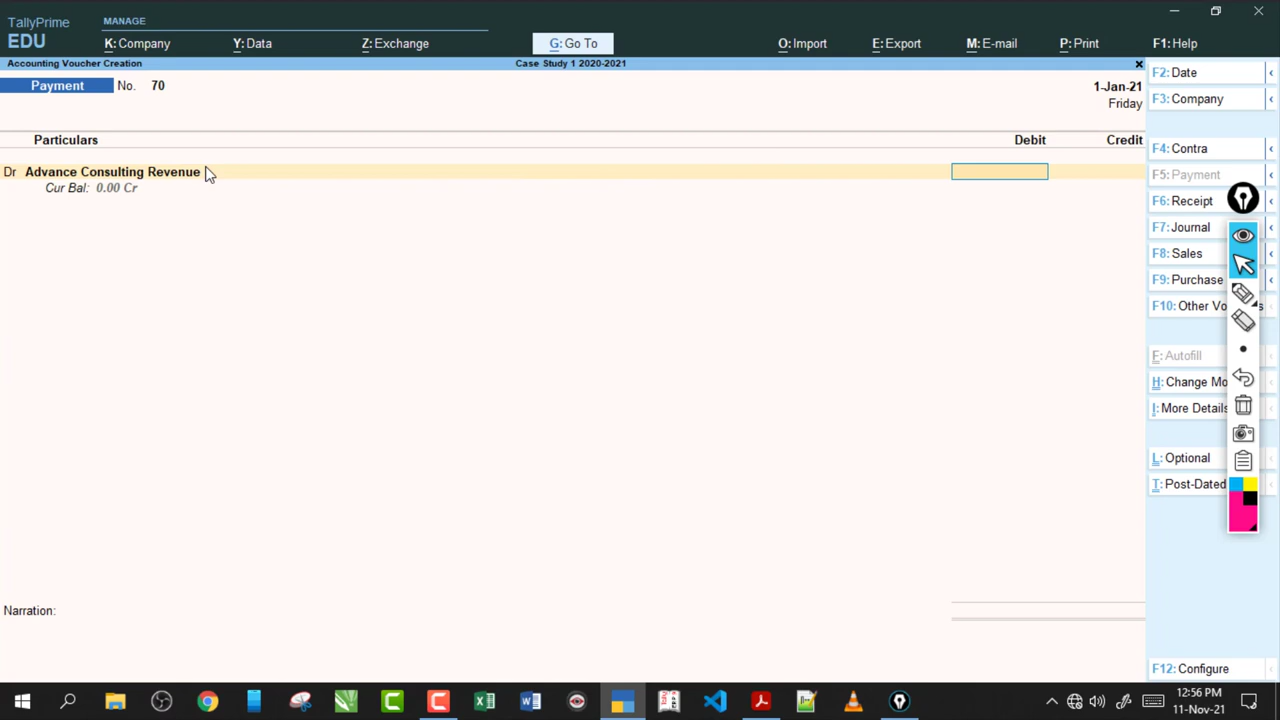 TallyPrime
EDU
MANAGE
K: Company
Y: Data
Z: Exchange
G: Go To
O: Import
E: Export
M: E-mail
P: Print
F1: Help
Accounting Voucher Creation
Case Study 1 2020-2021
Payment No. 70
1-Jan-21
Friday
Particulars
Debit
Credit
Dr Advance Consulting Revenue
Cur Bal: 0.00 Cr
Narration:
F2: Date
F3: Company
F4: Contra
F5: Payment
F6: Receipt
F7: Journal
F8: Sales
F9: Purchase
F10: Other Vo s
F: Autofill
H: Change Mo
I: More Details
L: Optional
T: Post-Dated
F12: Configure
12:56 PM
11-Nov-21